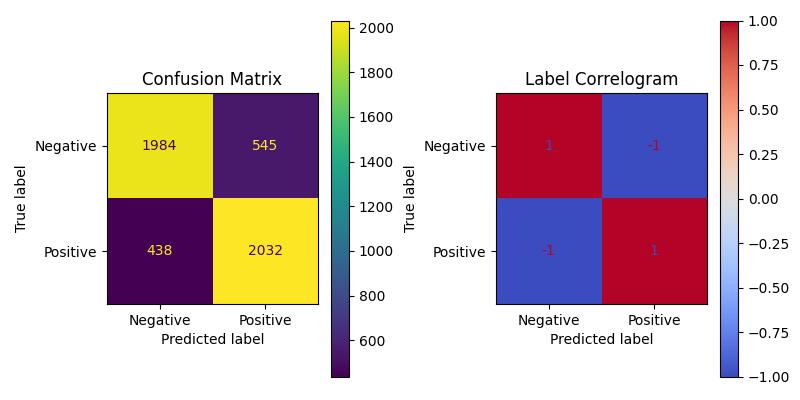 Confusion Matrix
True label
Negative
Positive
1984 545
438 2032
Negative Positive
Predicted label
2000
1800
1600
1400
1200
1000
800
600
Label Correlogram
True label
Negative
Positive
1 -1
-1 1
Negative Positive
Predicted label
1.00
0.75
0.50
0.25
0.00
−0.25
−0.50
−0.75
−1.00